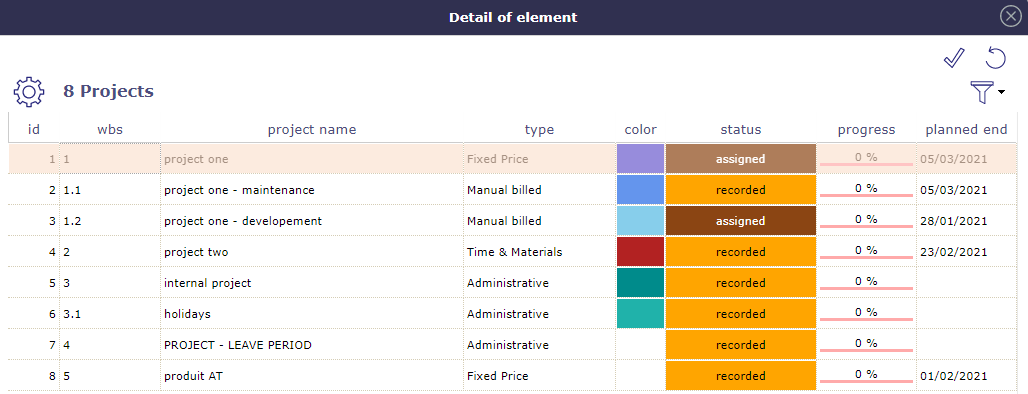 Detail of element
8 Projects
id wbs project name type color status progress planned end
1 1 project one Fixed Price assigned 0 % 05/03/2021
2 1.1 project one - maintenance Manual billed recorded 0 % 05/03/2021
3 1.2 project one - developement Manual billed assigned 0 % 28/01/2021
4 2 project two Time & Materials recorded 0 % 23/02/2021
5 3 internal project Administrative recorded 0 %
6 3.1 holidays Administrative recorded 0 %
7 4 PROJECT - LEAVE PERIOD Administrative recorded 0 %
8 5 produit AT Fixed Price recorded 0 % 01/02/2021